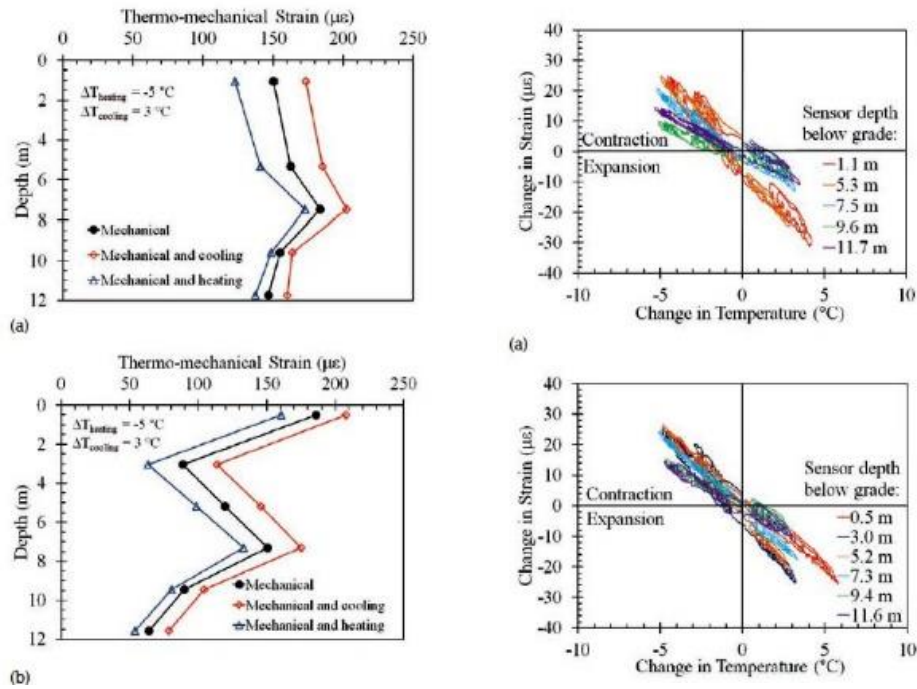 Thermo-mechanical Strain (με)
0 50 100 150 200 250
0
2
4
6
8
10
12
Depth (m)
ΔTheating = -5 °C
ΔTcooling = 3 °C
Mechanical
Mechanical and cooling
Mechanical and heating
(a)
40
30
20
10
0
-10
-20
-30
-40
Change in Strain (με)
Contraction
Expansion
Sensor depth
below grade:
1.1 m
5.3 m
7.5 m
9.6 m
11.7 m
-10 -5 0 5 10
Change in Temperature (°C)
(a)
Thermo-mechanical Strain (με)
0 50 100 150 200 250
0
2
4
6
8
10
12
Depth (m)
ΔTheating = -5 °C
ΔTcooling = 3 °C
Mechanical
Mechanical and cooling
Mechanical and heating
(b)
40
30
20
10
0
-10
-20
-30
-40
Change in Strain (με)
Contraction
Expansion
Sensor depth
below grade:
0.5 m
3.0 m
5.2 m
7.3 m
9.4 m
11.6 m
-10 -5 0 5 10
Change in Temperature (°C)